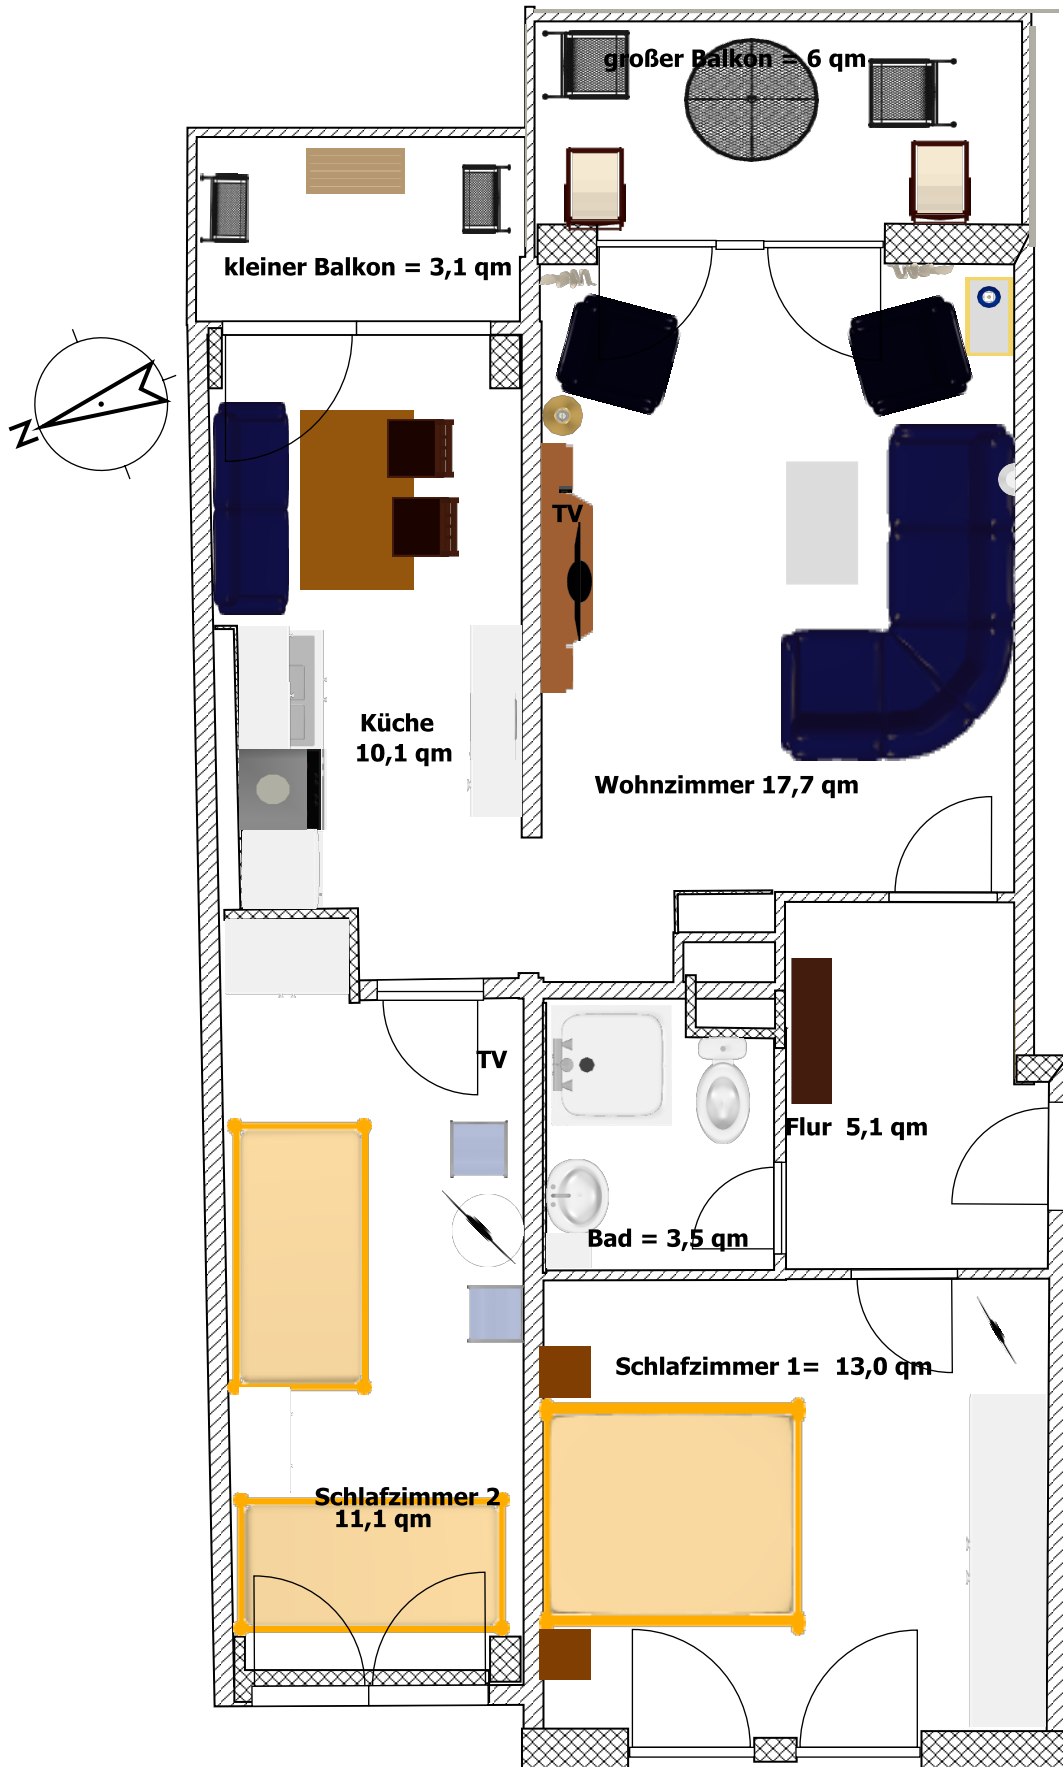 großer Balkon = 6 qm
kleiner Balkon = 3,1 qm
N
TV
Küche
10,1 qm
Wohnzimmer 17,7 qm
TV
Flur 5,1 qm
Bad = 3,5 qm
Schlafzimmer 1= 13,0 qm
Schlafzimmer 2
11,1 qm